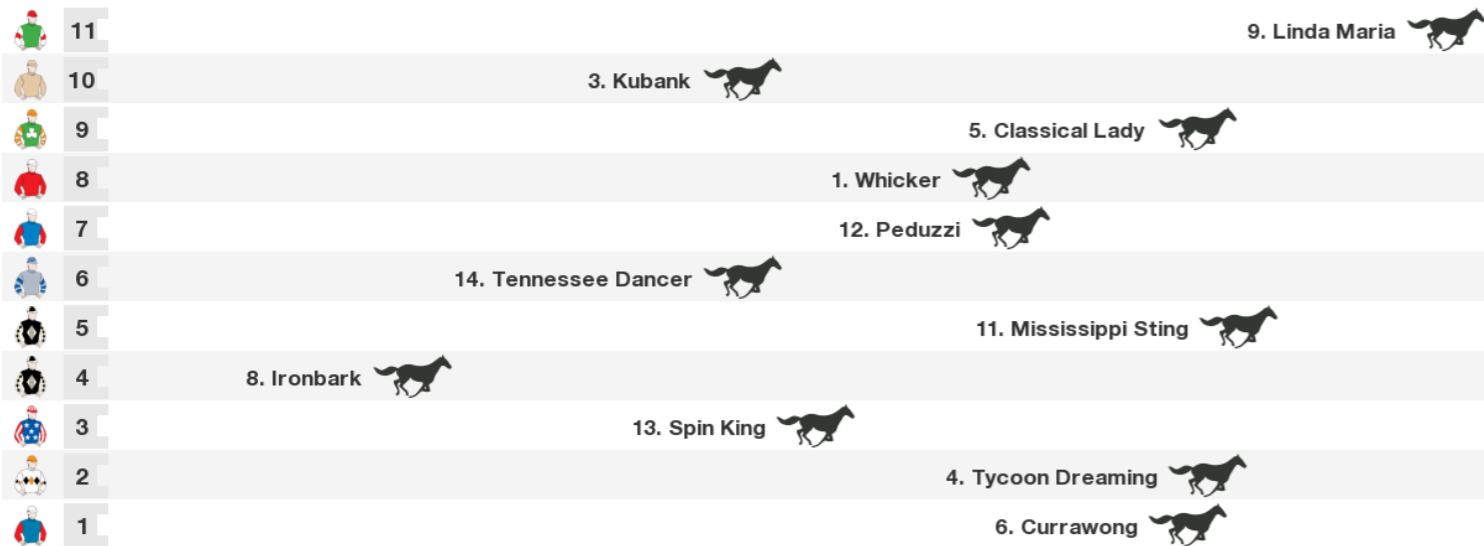 11 9. Linda Maria
10 3. Kubank
9 5. Classical Lady
8 1. Whicker
7 12. Peduzzi
6 14. Tennessee Dancer
5 11. Mississippi Sting
4 8. Ironbark
3 13. Spin King
2 4. Tycoon Dreaming
1 6. Currawong